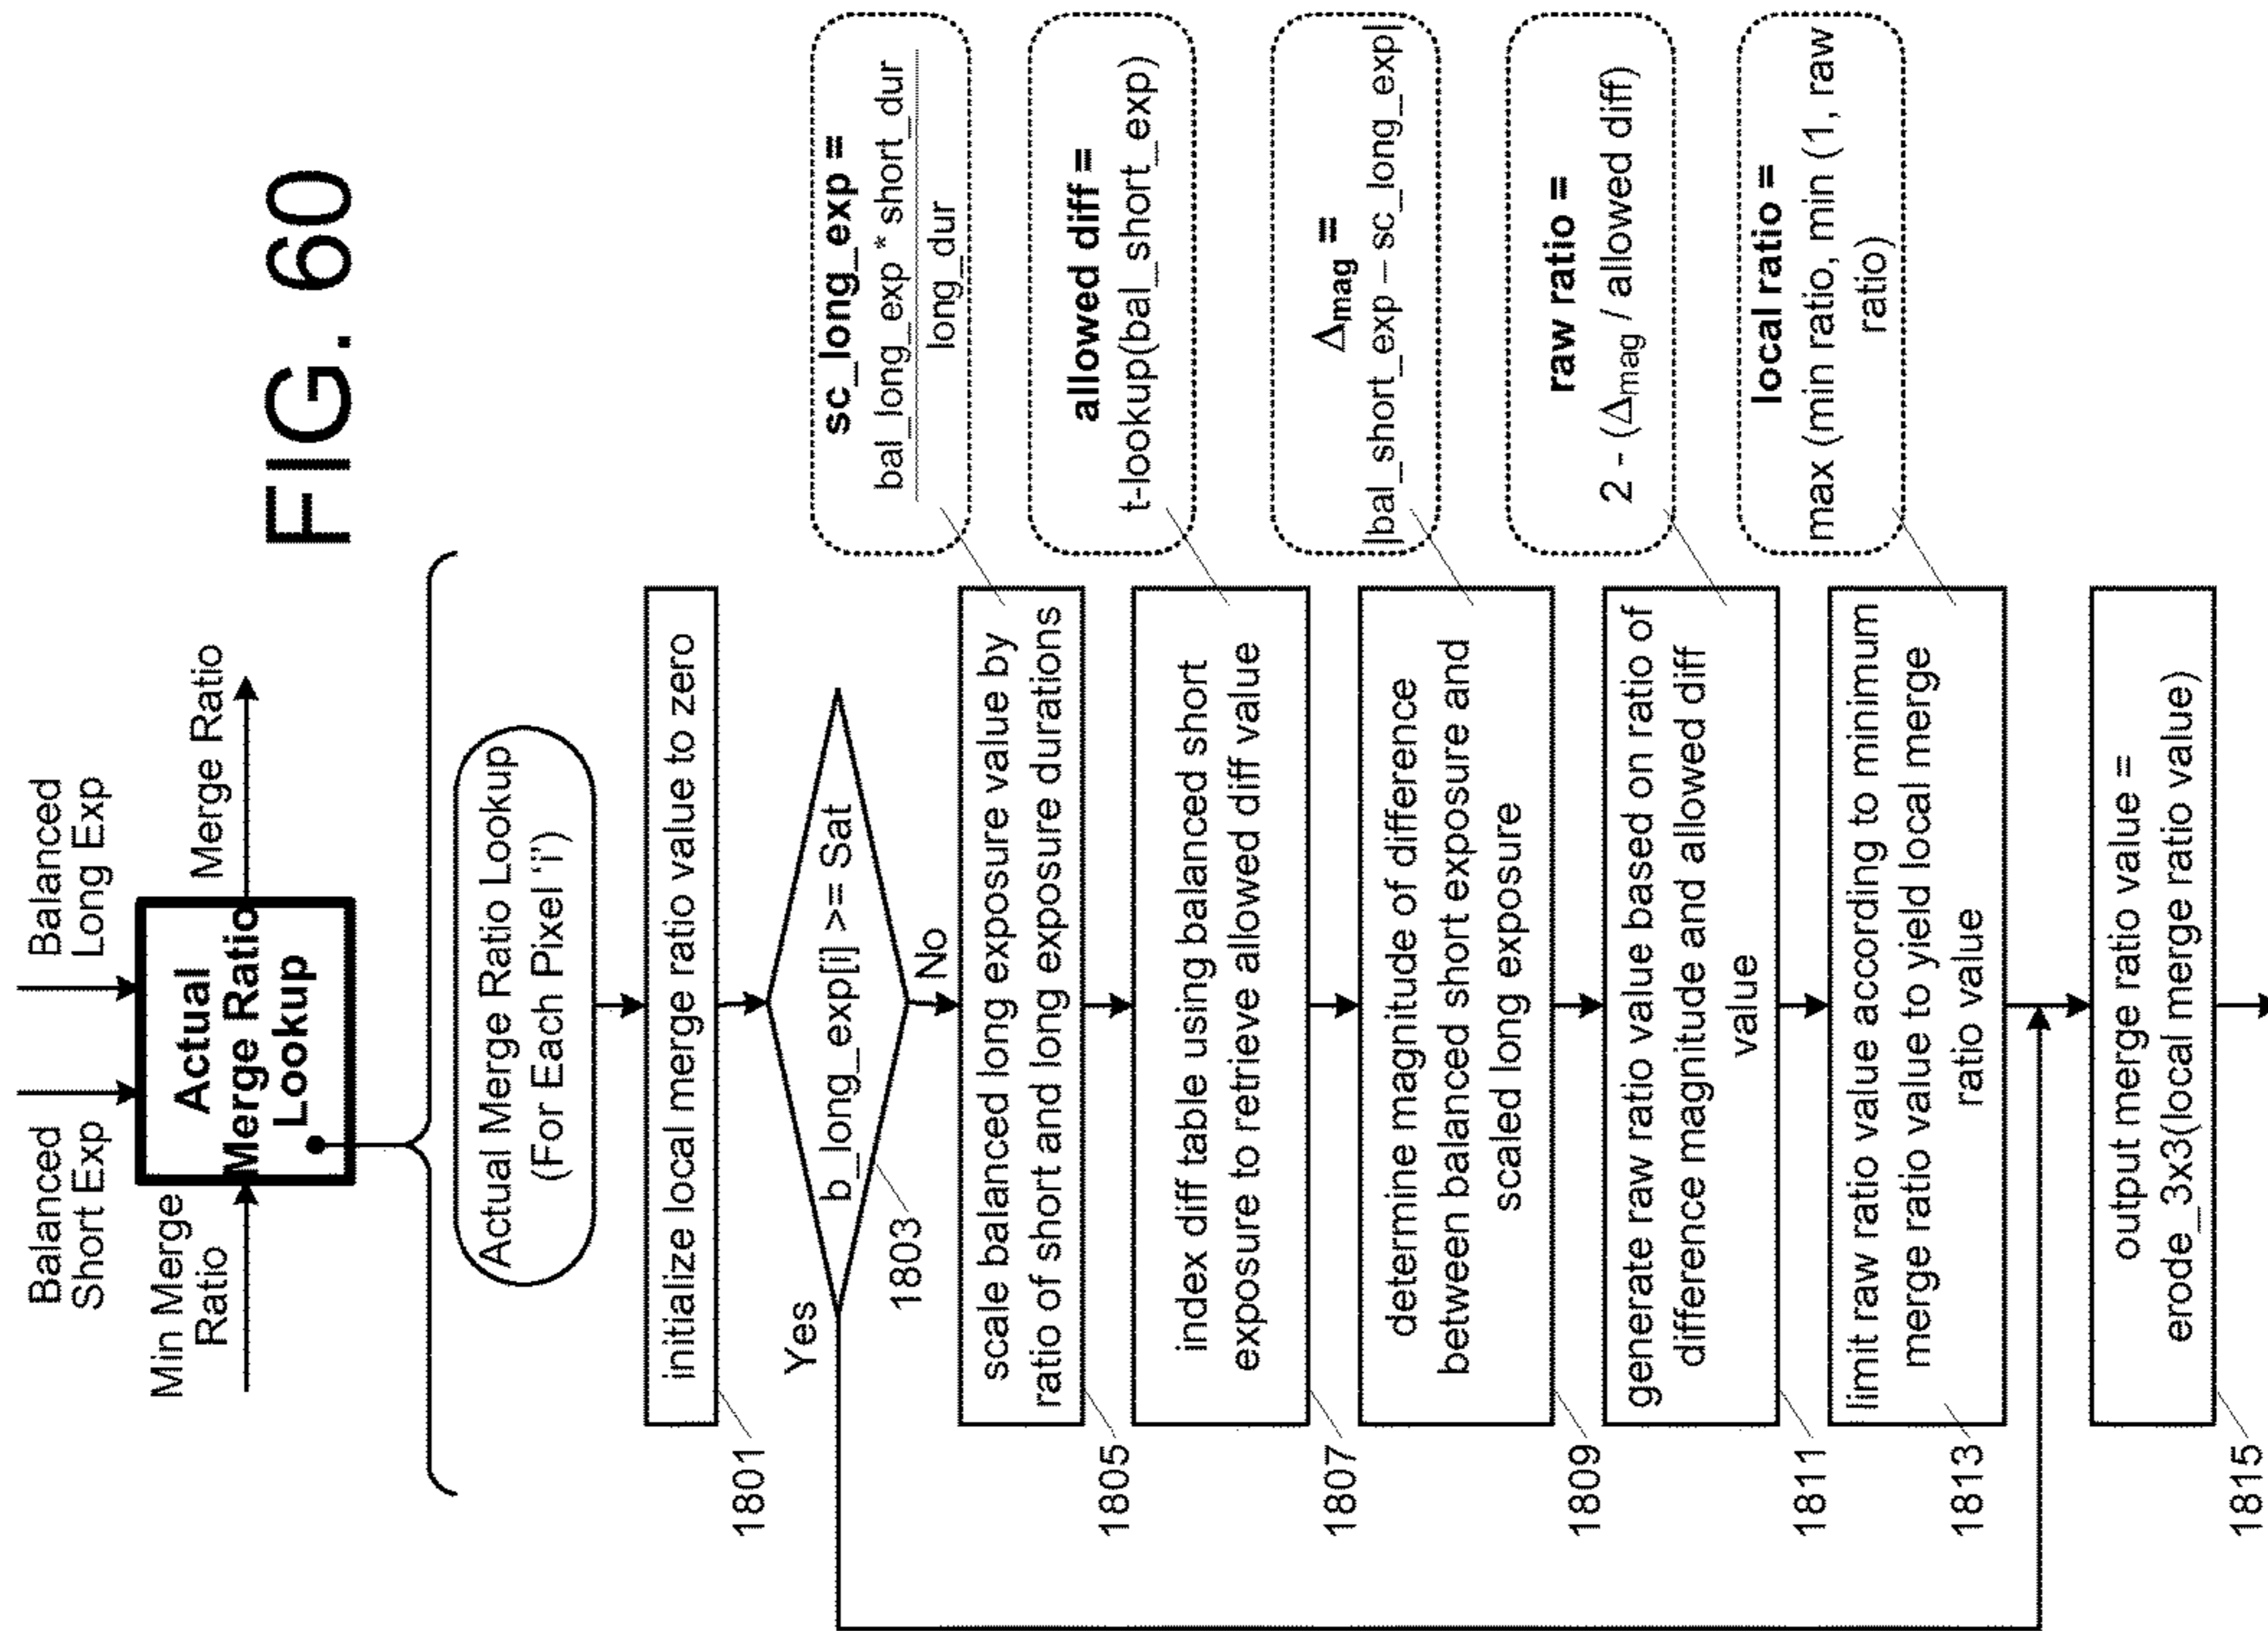 FIG. 60
Balanced
Short Exp
Balanced
Long Exp
Min Merge
Ratio
Actual
Merge Ratio
Lookup
Merge Ratio
Actual Merge Ratio Lookup
(For Each Pixel 'i')
initialize local merge ratio value to zero
1801
b_long_exp[i] >= Sat
Yes
No
1803
scale balanced long exposure value by
ratio of short and long exposure durations
1805
sc_long_exp =
bal_long_exp * short_dur
long_dur
index diff table using balanced short
exposure to retrieve allowed diff value
1807
allowed diff =
t-lookup(bal_short_exp)
determine magnitude of difference
between balanced short exposure and
scaled long exposure
1809
Δmag =
|bal_short_exp – sc_long_exp|
generate raw ratio value based on ratio of
difference magnitude and allowed diff
value
1811
raw ratio =
2 - (Δmag / allowed diff)
limit raw ratio value according to minimum
merge ratio value to yield local merge
ratio value
1813
local ratio =
max (min ratio, min (1, raw
ratio)
output merge ratio value =
erode_3x3(local merge ratio value)
1815